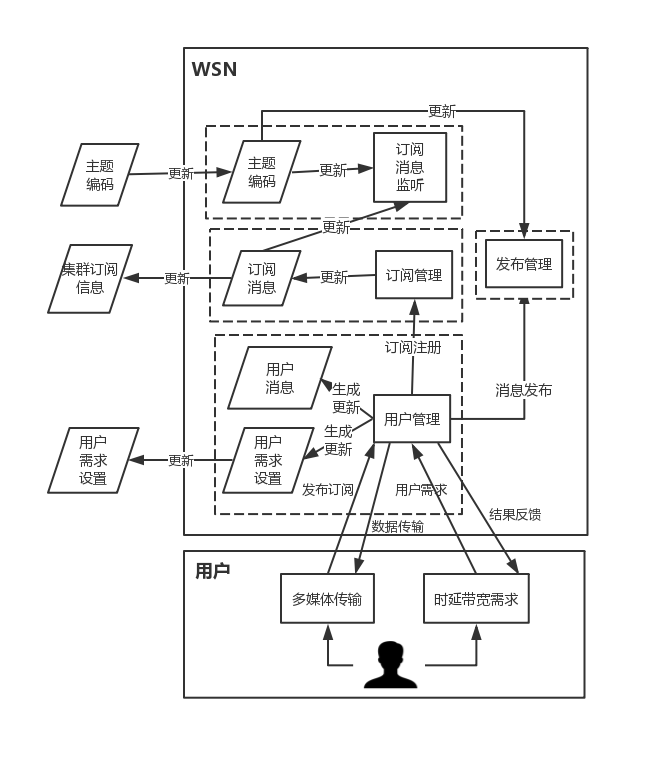 WSN
更新
主题
编码
更新
主题
编码
更新
订阅
消息
监听
更新
集群订阅
信息
更新
订阅
消息
更新
订阅管理
发布管理
订阅注册
用户
消息
生成
更新
用户管理
消息发布
用户
需求
设置
更新
用户
需求
设置
生成
更新
发布订阅
用户需求
数据传输
结果反馈
用户
多媒体传输
时延带宽需求